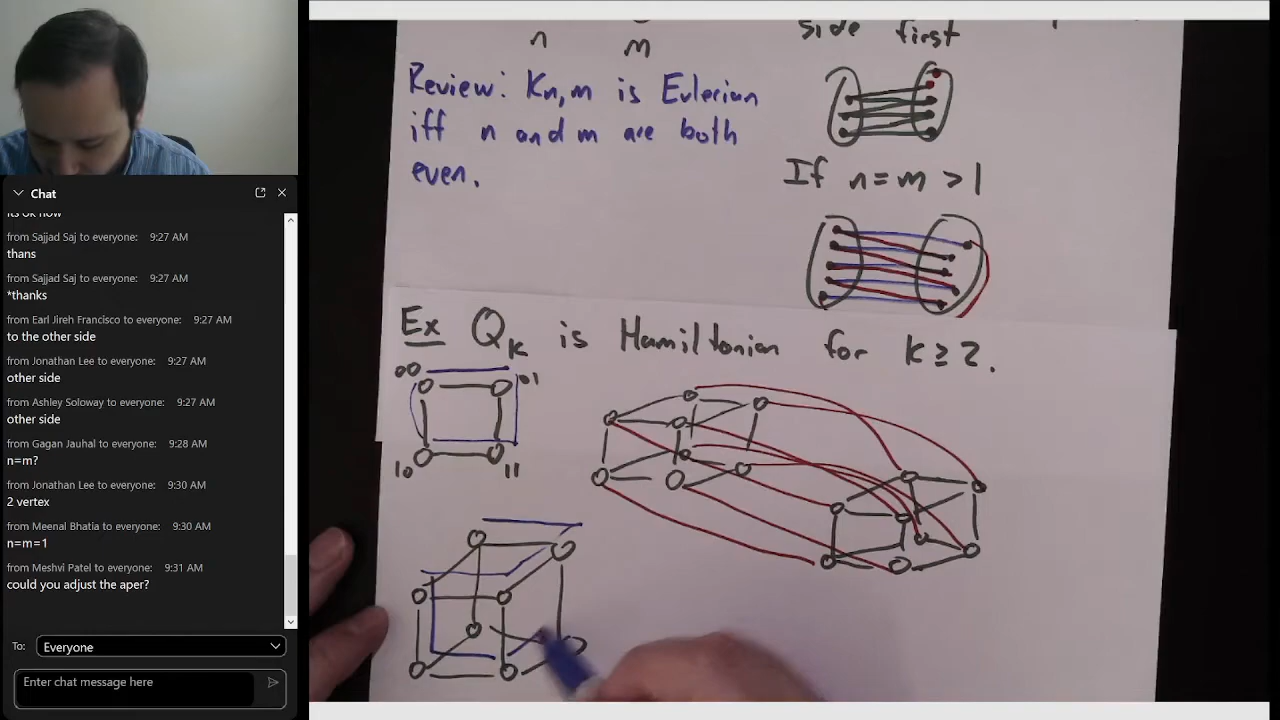 Chat
its ok now
from Sajjad Saj to everyone: 9:27 AM
thans
from Sajjad Saj to everyone: 9:28 AM
*thanks
from Earl Jireh Francisco to everyone: 9:27 AM
to the other side
from Jonathan Lee to everyone: 9:27 AM
other side
from Ashley Soloway to everyone: 9:27 AM
other side
from Gagan Jauhal to everyone: 9:28 AM
n=m?
from Jonathan Lee to everyone: 9:30 AM
2 vertex
from Meenal Bhatia to everyone: 9:30 AM
n=m=1
from Meshvi Patel to everyone: 9:31 AM
could you adjust the aper?
To: Everyone
Enter chat message here
n m
Review: Kn,m is Eulerian
iff n and m are both
even.
side first
If n=m >1
Ex Qk is Hamiltonian for k≥2.
00 01
10 11